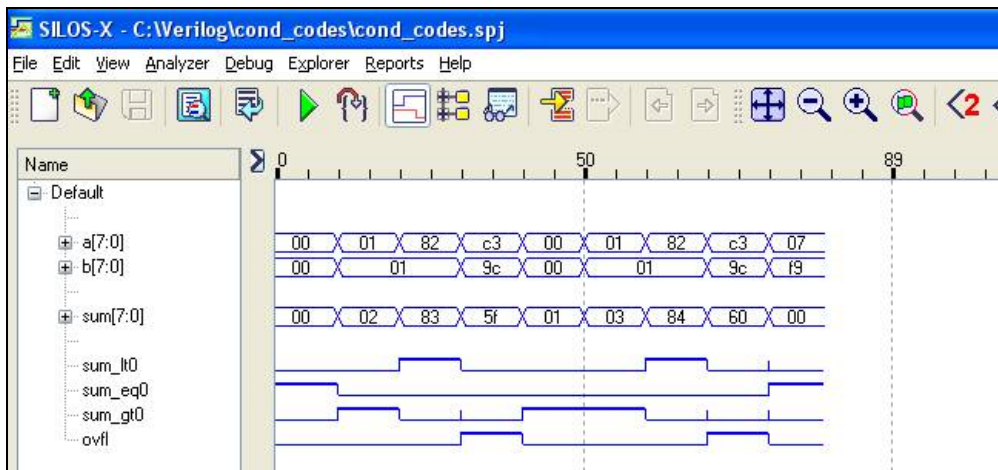 SILOS-X - C:\Verilog\cond_codes\cond_codes.spj
File Edit View Analyzer Debug Explorer Reports Help
2
Name Σ 0 50 89
Default
a[7:0] 00 01 82 c3 00 01 82 c3 07
b[7:0] 00 01 9c 00 01 9c f9
sum[7:0] 00 02 83 5f 01 03 84 60 00
sum_lt0
sum_eq0
sum_gt0
ovfl